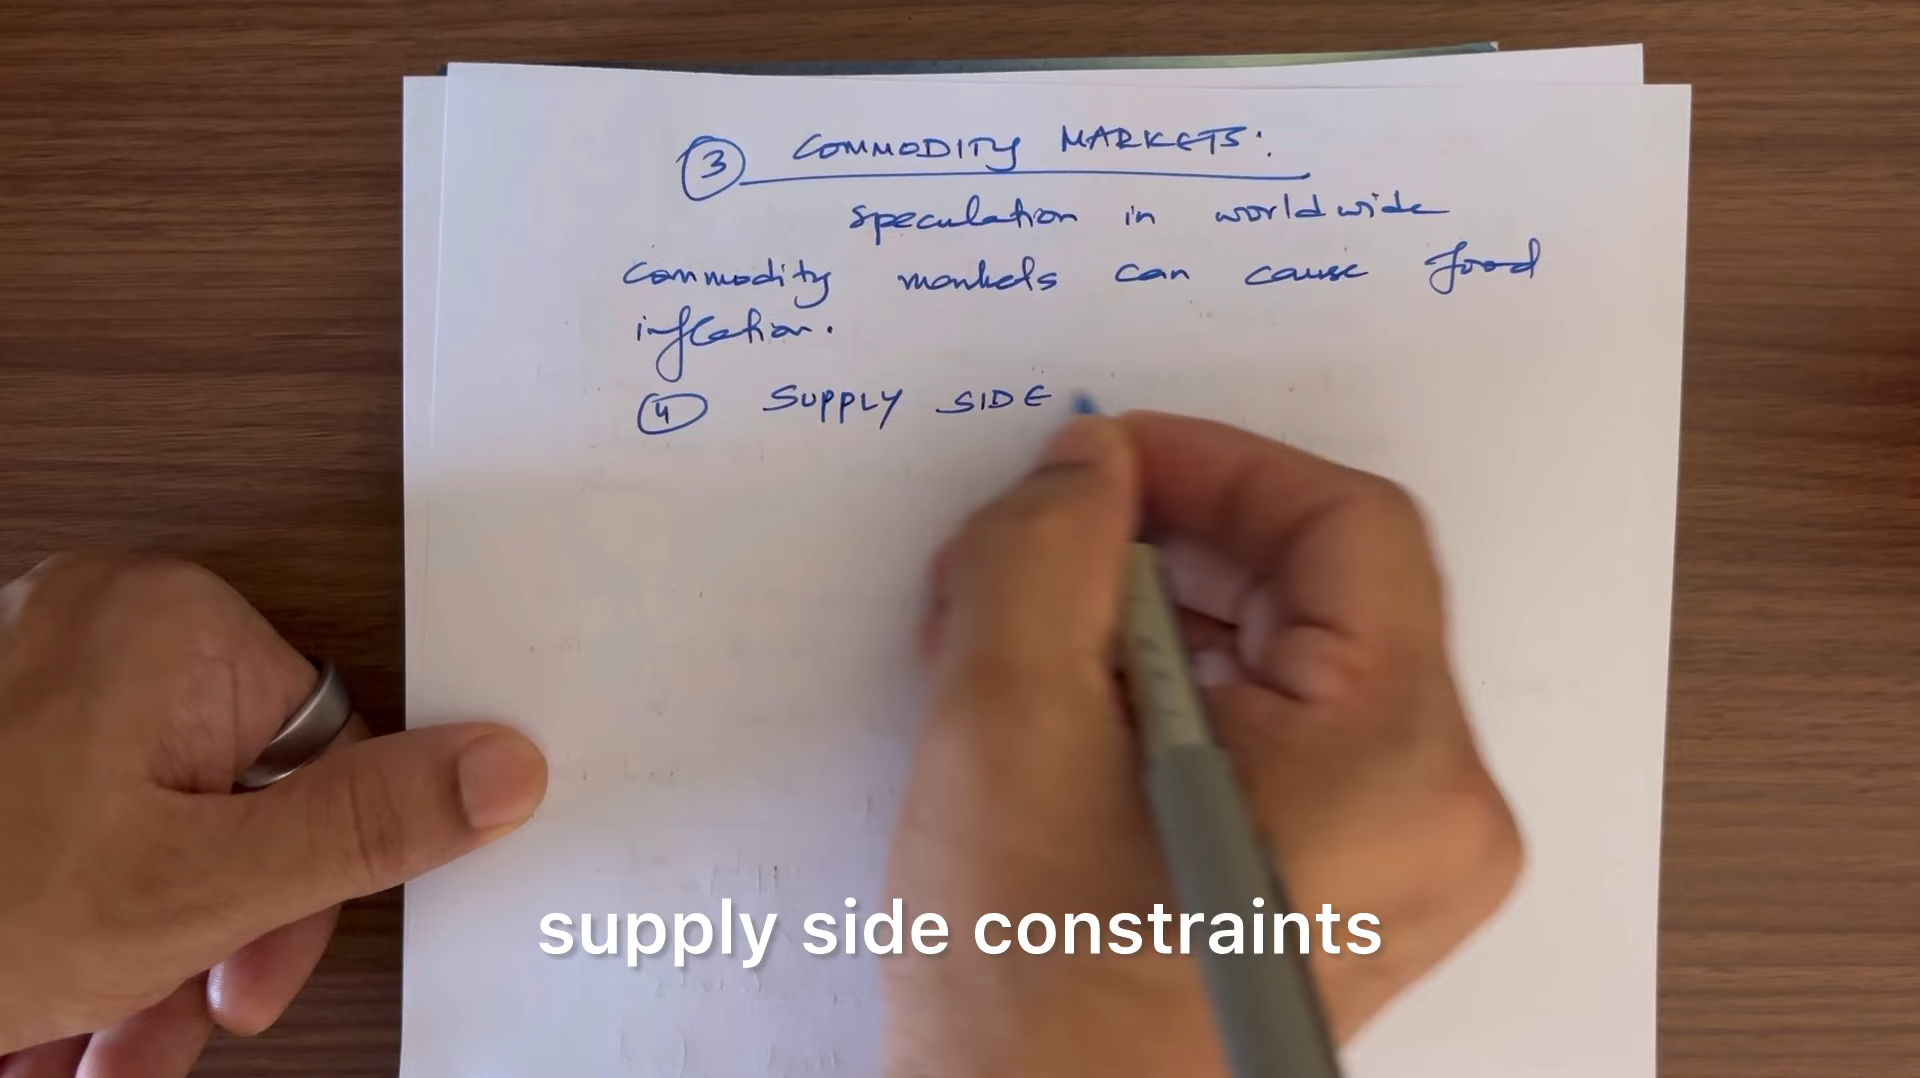 3 COMMODITY MARKETS:
speculation in worldwide
commodity markets can cause food
inflation.
4 SUPPLY SIDE
supply side constraints